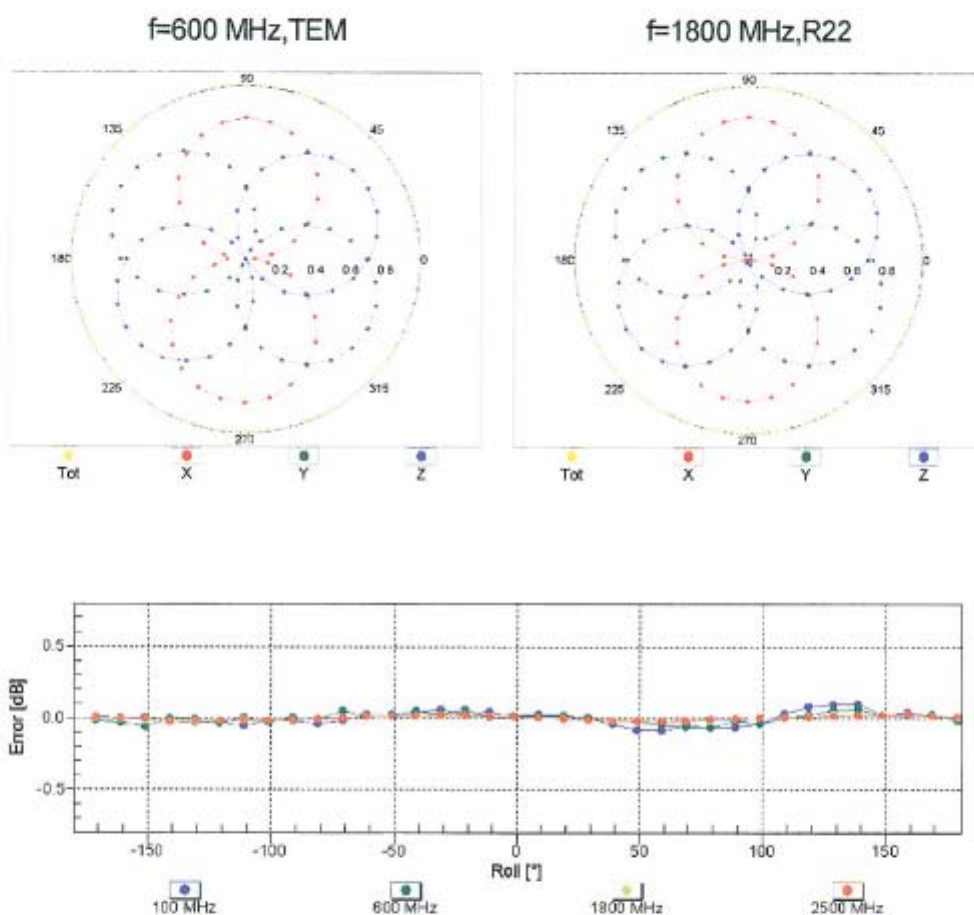 f=600 MHz,TEM
f=1800 MHz,R22
90
135
45
180
0.2 0.4 0.6 0.8
0
225
315
270
Tot X Y Z
90
135
45
180
0.2 0.4 0.6 0.8
0
225
315
270
Tot X Y Z
Error [dB]
0.5
0.0
-0.5
-150 -100 -50 0 50 100 150
Roll [°]
100 MHz 600 MHz 1800 MHz 2500 MHz